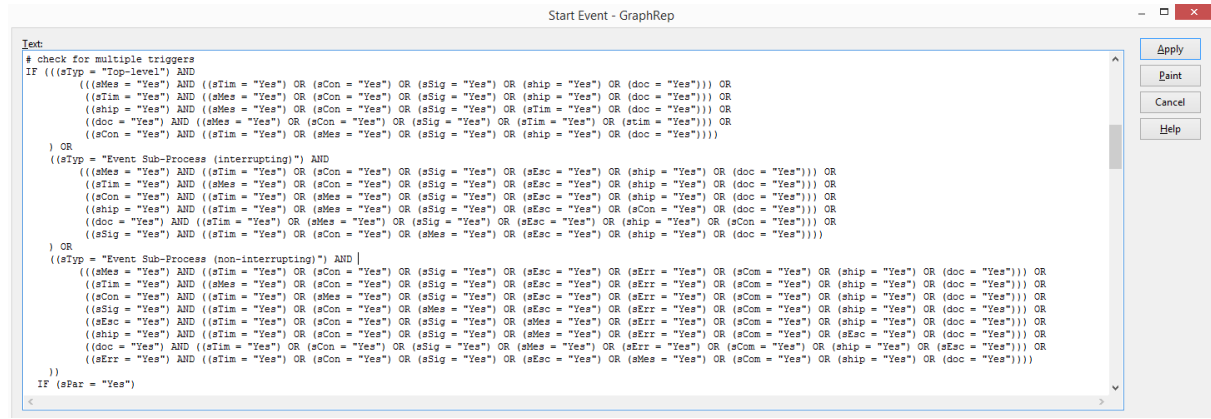 Start Event - GraphRep
Text:
# check for multiple triggers
IF (((sTyp = "Top-level") AND
(((sMes = "Yes") AND ((sTim = "Yes") OR (sCon = "Yes") OR (sSig = "Yes") OR (ship = "Yes") OR (doc = "Yes"))) OR
((sTim = "Yes") AND ((sMes = "Yes") OR (sCon = "Yes") OR (sSig = "Yes") OR (ship = "Yes") OR (doc = "Yes"))) OR
((ship = "Yes") AND ((sMes = "Yes") OR (sCon = "Yes") OR (sSig = "Yes") OR (sTim = "Yes") OR (doc = "Yes"))) OR
((doc = "Yes") AND ((sMes = "Yes") OR (sCon = "Yes") OR (sSig = "Yes") OR (sTim = "Yes") OR (stim = "Yes"))) OR
((sCon = "Yes") AND ((sTim = "Yes") OR (sMes = "Yes") OR (sSig = "Yes") OR (ship = "Yes") OR (doc = "Yes"))))
) OR
((sTyp = "Event Sub-Process (interrupting)") AND
(((sMes = "Yes") AND ((sTim = "Yes") OR (sCon = "Yes") OR (sSig = "Yes") OR (sEsc = "Yes") OR (ship = "Yes") OR (doc = "Yes"))) OR
((sTim = "Yes") AND ((sMes = "Yes") OR (sCon = "Yes") OR (sSig = "Yes") OR (sEsc = "Yes") OR (ship = "Yes") OR (doc = "Yes"))) OR
((sCon = "Yes") AND ((sTim = "Yes") OR (sMes = "Yes") OR (sSig = "Yes") OR (sEsc = "Yes") OR (ship = "Yes") OR (doc = "Yes"))) OR
((ship = "Yes") AND ((sTim = "Yes") OR (sMes = "Yes") OR (sSig = "Yes") OR (sEsc = "Yes") OR (sCon = "Yes") OR (doc = "Yes"))) OR
((doc = "Yes") AND ((sTim = "Yes") OR (sMes = "Yes") OR (sSig = "Yes") OR (sEsc = "Yes") OR (ship = "Yes") OR (sCon = "Yes"))) OR
((sSig = "Yes") AND ((sTim = "Yes") OR (sCon = "Yes") OR (sMes = "Yes") OR (sEsc = "Yes") OR (ship = "Yes") OR (doc = "Yes"))))
) OR
((sTyp = "Event Sub-Process (non-interrupting)") AND
(((sMes = "Yes") AND ((sTim = "Yes") OR (sCon = "Yes") OR (sSig = "Yes") OR (sEsc = "Yes") OR (sErr = "Yes") OR (sCom = "Yes") OR (ship = "Yes") OR (doc = "Yes"))) OR
((sTim = "Yes") AND ((sMes = "Yes") OR (sCon = "Yes") OR (sSig = "Yes") OR (sEsc = "Yes") OR (sErr = "Yes") OR (sCom = "Yes") OR (ship = "Yes") OR (doc = "Yes"))) OR
((sCon = "Yes") AND ((sTim = "Yes") OR (sMes = "Yes") OR (sSig = "Yes") OR (sEsc = "Yes") OR (sErr = "Yes") OR (sCom = "Yes") OR (ship = "Yes") OR (doc = "Yes"))) OR
((sSig = "Yes") AND ((sTim = "Yes") OR (sCon = "Yes") OR (sMes = "Yes") OR (sEsc = "Yes") OR (sErr = "Yes") OR (sCom = "Yes") OR (ship = "Yes") OR (doc = "Yes"))) OR
((sEsc = "Yes") AND ((sTim = "Yes") OR (sCon = "Yes") OR (sSig = "Yes") OR (sMes = "Yes") OR (sErr = "Yes") OR (sCom = "Yes") OR (ship = "Yes") OR (doc = "Yes"))) OR
((ship = "Yes") AND ((sTim = "Yes") OR (sCon = "Yes") OR (sSig = "Yes") OR (sMes = "Yes") OR (sErr = "Yes") OR (sCom = "Yes") OR (sEsc = "Yes") OR (doc = "Yes"))) OR
((doc = "Yes") AND ((sTim = "Yes") OR (sCon = "Yes") OR (sSig = "Yes") OR (sMes = "Yes") OR (sErr = "Yes") OR (sCom = "Yes") OR (ship = "Yes") OR (sEsc = "Yes"))) OR
((sErr = "Yes") AND ((sTim = "Yes") OR (sCon = "Yes") OR (sSig = "Yes") OR (sEsc = "Yes") OR (sMes = "Yes") OR (sCom = "Yes") OR (ship = "Yes") OR (doc = "Yes"))))
))
IF (sPar = "Yes")
Apply
Paint
Cancel
Help